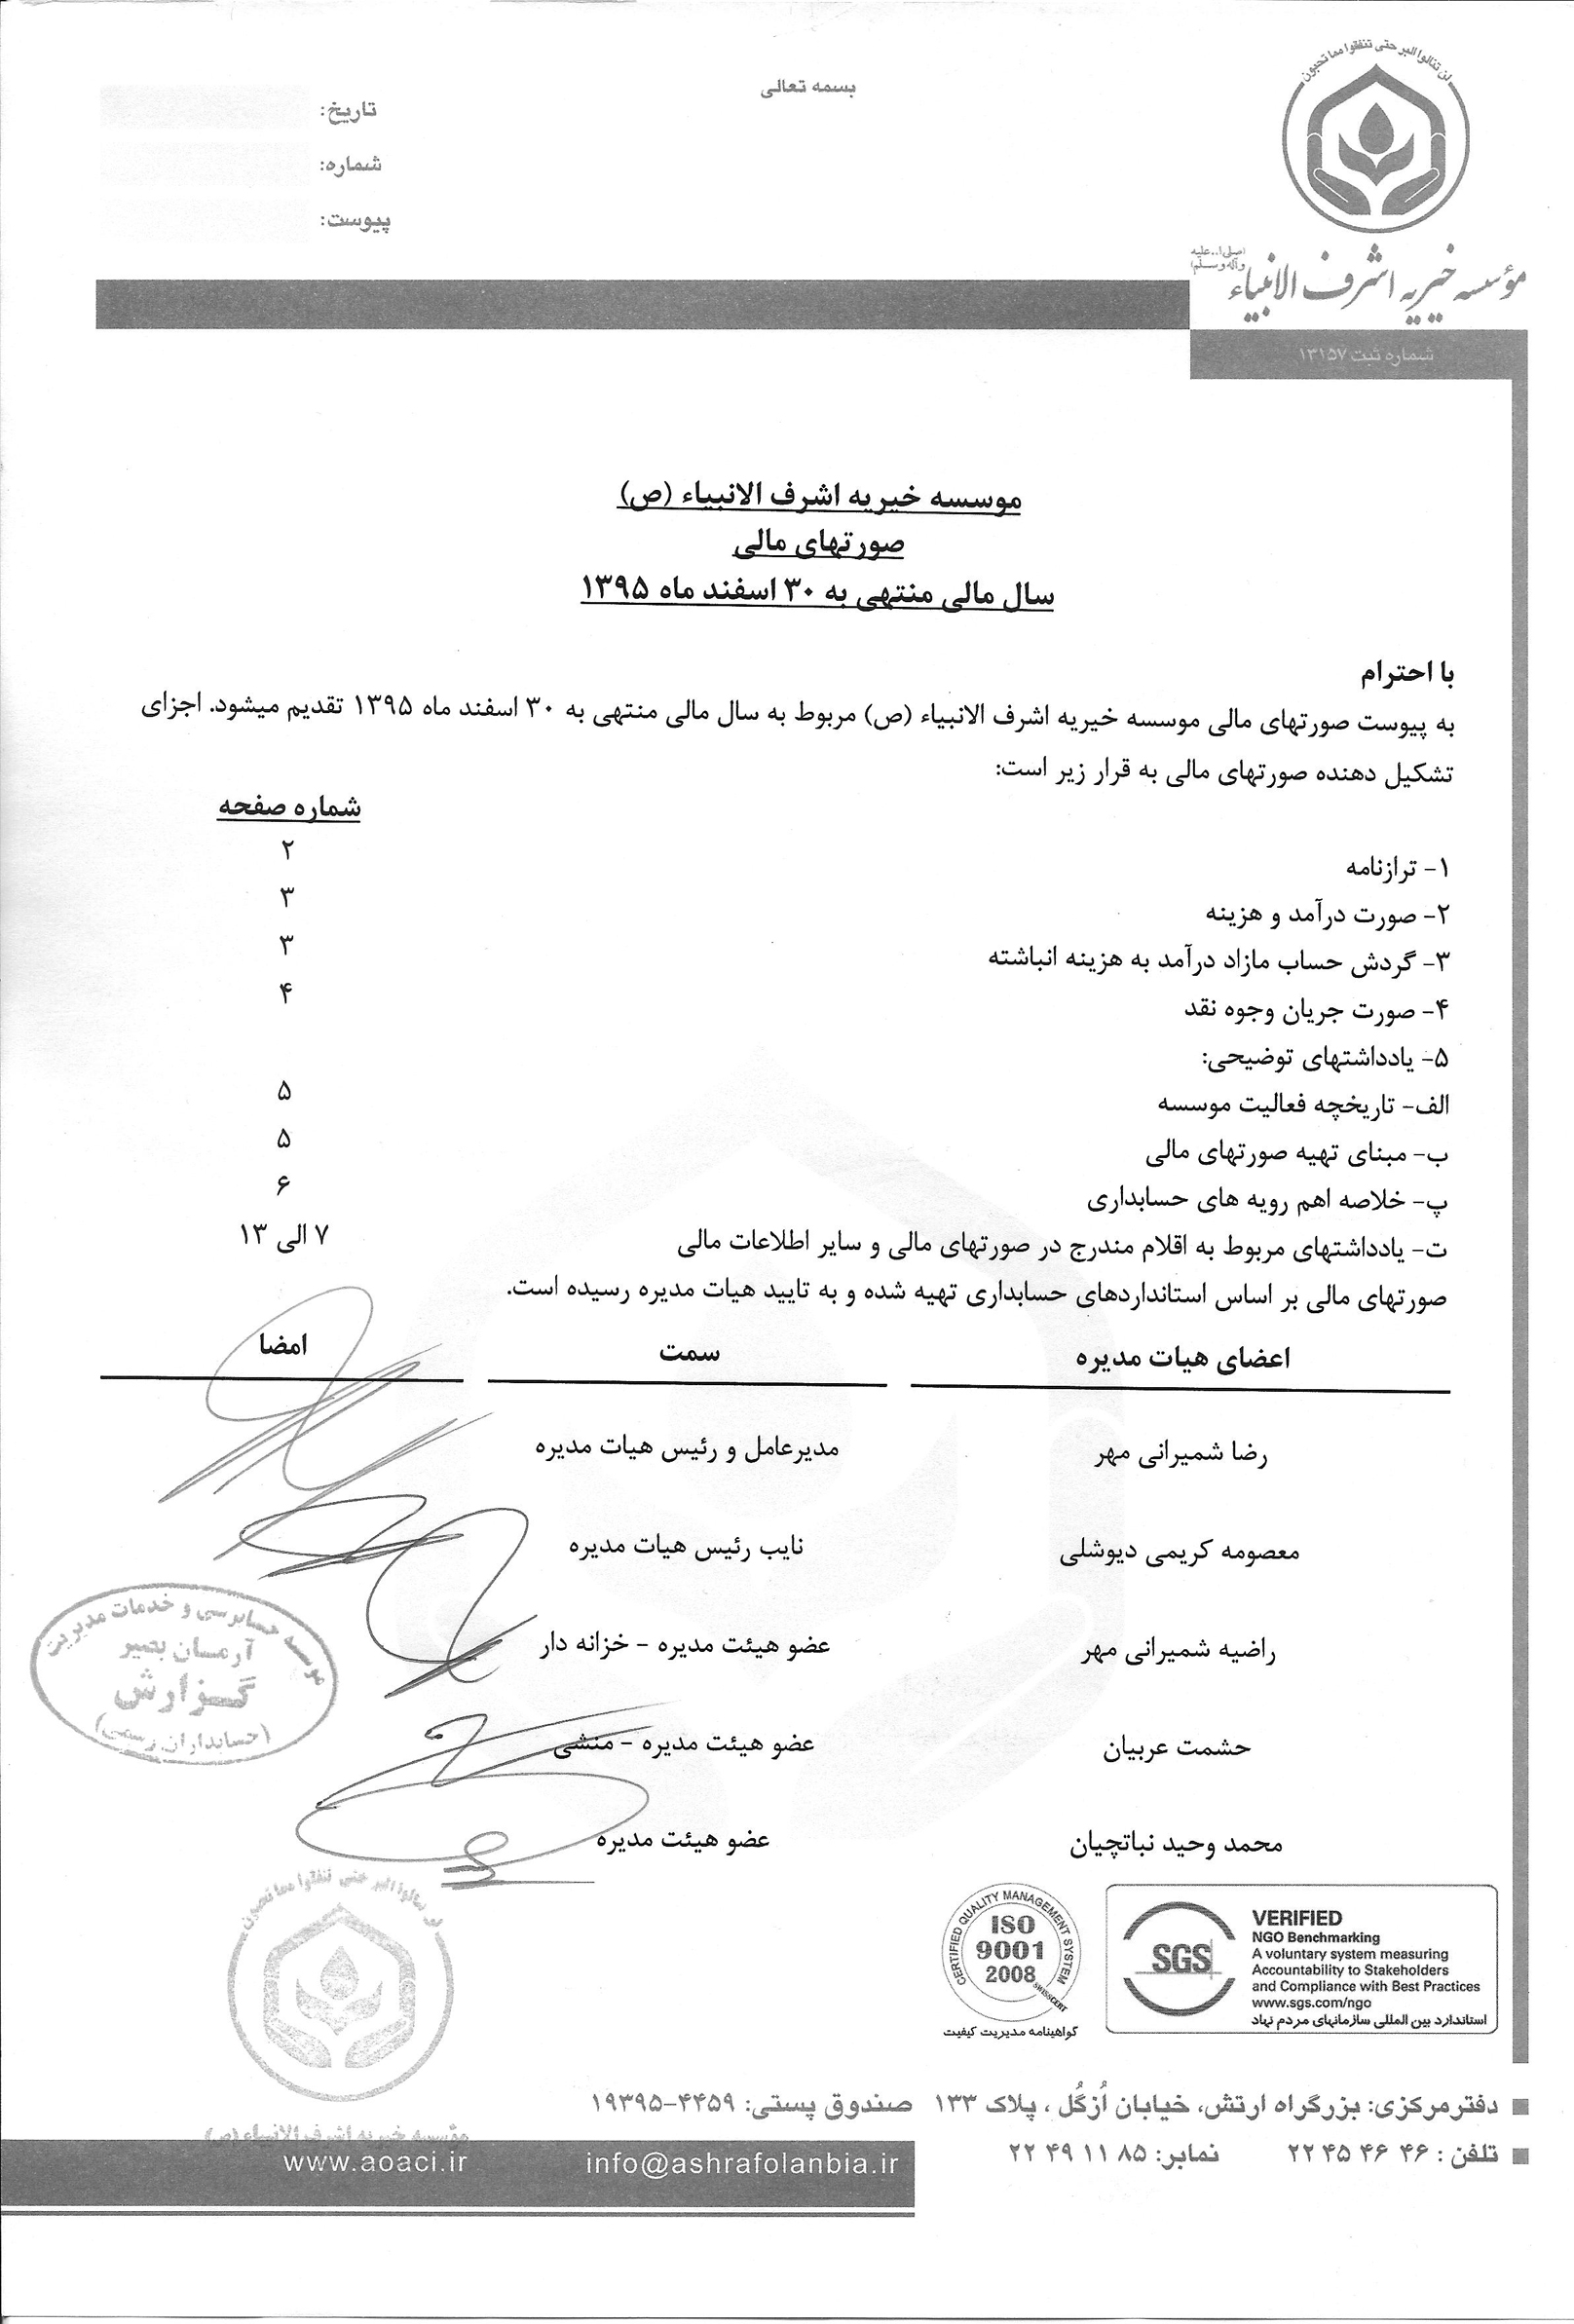 لن تنالوا البر حتی تنفقوا مما تحبون
بسمه تعالی
تاریخ:
شماره:
پیوست:
مؤسسه خیریه اشرف الانبیاء
(صلی ا... علیه وآله وسلم)
شماره ثبت ۱۳۱۵۷
موسسه خیریه اشرف الانبیاء (ص)
صورتهای مالی
سال مالی منتهی به ۳۰ اسفند ماه ۱۳۹۵
با احترام
به پیوست صورتهای مالی موسسه خیریه اشرف الانبیاء (ص) مربوط به سال مالی منتهی به ۳۰ اسفند ماه ۱۳۹۵ تقدیم میشود. اجزای
تشکیل دهنده صورتهای مالی به قرار زیر است:
شماره صفحه
۱- ترازنامه ۲
۲- صورت درآمد و هزینه ۳
۳- گردش حساب مازاد درآمد به هزینه انباشته ۳
۴- صورت جریان وجوه نقد ۴
۵- یادداشتهای توضیحی:
الف- تاریخچه فعالیت موسسه ۵
ب- مبنای تهیه صورتهای مالی ۵
پ- خلاصه اهم رویه های حسابداری ۶
ت- یادداشتهای مربوط به اقلام مندرج در صورتهای مالی و سایر اطلاعات مالی ۷ الی ۱۳
صورتهای مالی بر اساس استانداردهای حسابداری تهیه شده و به تایید هیات مدیره رسیده است.
اعضای هیات مدیره سمت امضا
رضا شمیرانی مهر مدیرعامل و رئیس هیات مدیره
معصومه کریمی دیوشلی نایب رئیس هیات مدیره
راضیه شمیرانی مهر عضو هیئت مدیره - خزانه دار
حشمت عربیان عضو هیئت مدیره - منشی
محمد وحید نباتچیان عضو هیئت مدیره
موسسه حسابرسی و خدمات مدیریت
آرمان بصیر
گزارش
(حسابداران رسمی)
لن تنالوا البر حتی تنفقوا مما تحبون
مؤسسه خیریه اشرف الانبیاء (ص)
CERTIFIED QUALITY MANAGEMENT SYSTEM
ISO
9001
2008
SWISSCERT
گواهینامه مدیریت کیفیت
SGS
VERIFIED
NGO Benchmarking
A voluntary system measuring
Accountability to Stakeholders
and Compliance with Best Practices
www.sgs.com/ngo
استاندارد بین المللی سازمانهای مردم نهاد
دفترمرکزی: بزرگراه ارتش، خیابان اُزگُل ، پلاک ۱۳۳ صندوق پستی: ۴۴۵۹-۱۹۳۹۵
تلفن : ۴۶ ۴۶ ۴۵ ۲۲ نمابر: ۸۵ ۱۱ ۴۹ ۲۲
info@ashrafolanbia.ir www.aoaci.ir